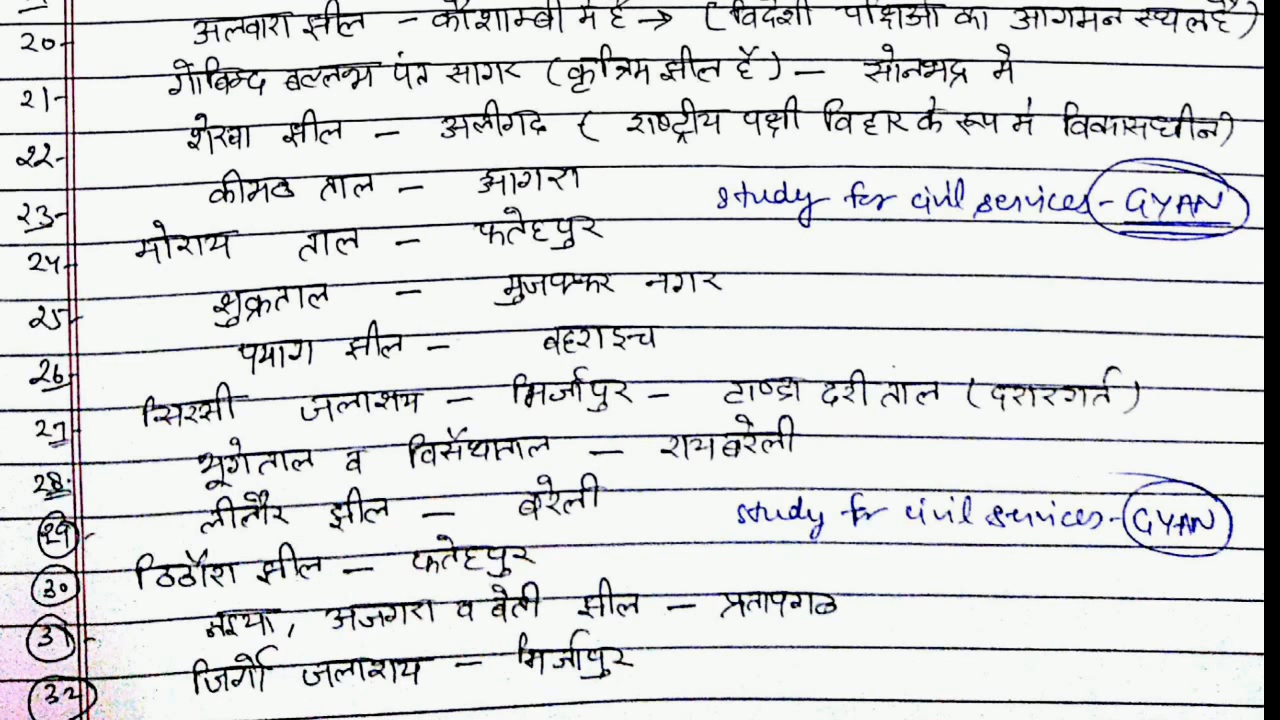 20- अलवारा झील - कौशाम्बी में है → (विदेशी पक्षिओं का आगमन स्थल है)
21- गोबिन्द बल्लभ पंत सागर (कृत्रिम झील है) - सोनभद्र मे
22- शेखा झील - अलीगढ़ ( राष्ट्रीय पक्षी विहार के रूप में विकासाधीन)
23- कीमठ ताल - आगरा
study for civil services - GYAN
24- मोराय ताल - फतेहपुर
25- शुक्रताल - मुजफ्फर नगर
26- पयाग झील - बहराइच
27- सिरसी जलाशय - मिर्जापुर - टाण्डा दरी ताल (दरारगर्त)
28- भूगेताल व विसैथाताल - रायबरेली
29- लीलौर झील - बरेली
study for civil services - GYAN
30 ठिठौरा झील - फतेहपुर
31- नइया, अजगरा व बेती झील - प्रतापगढ
32 जिर्गो जलाशय - मिर्जापुर